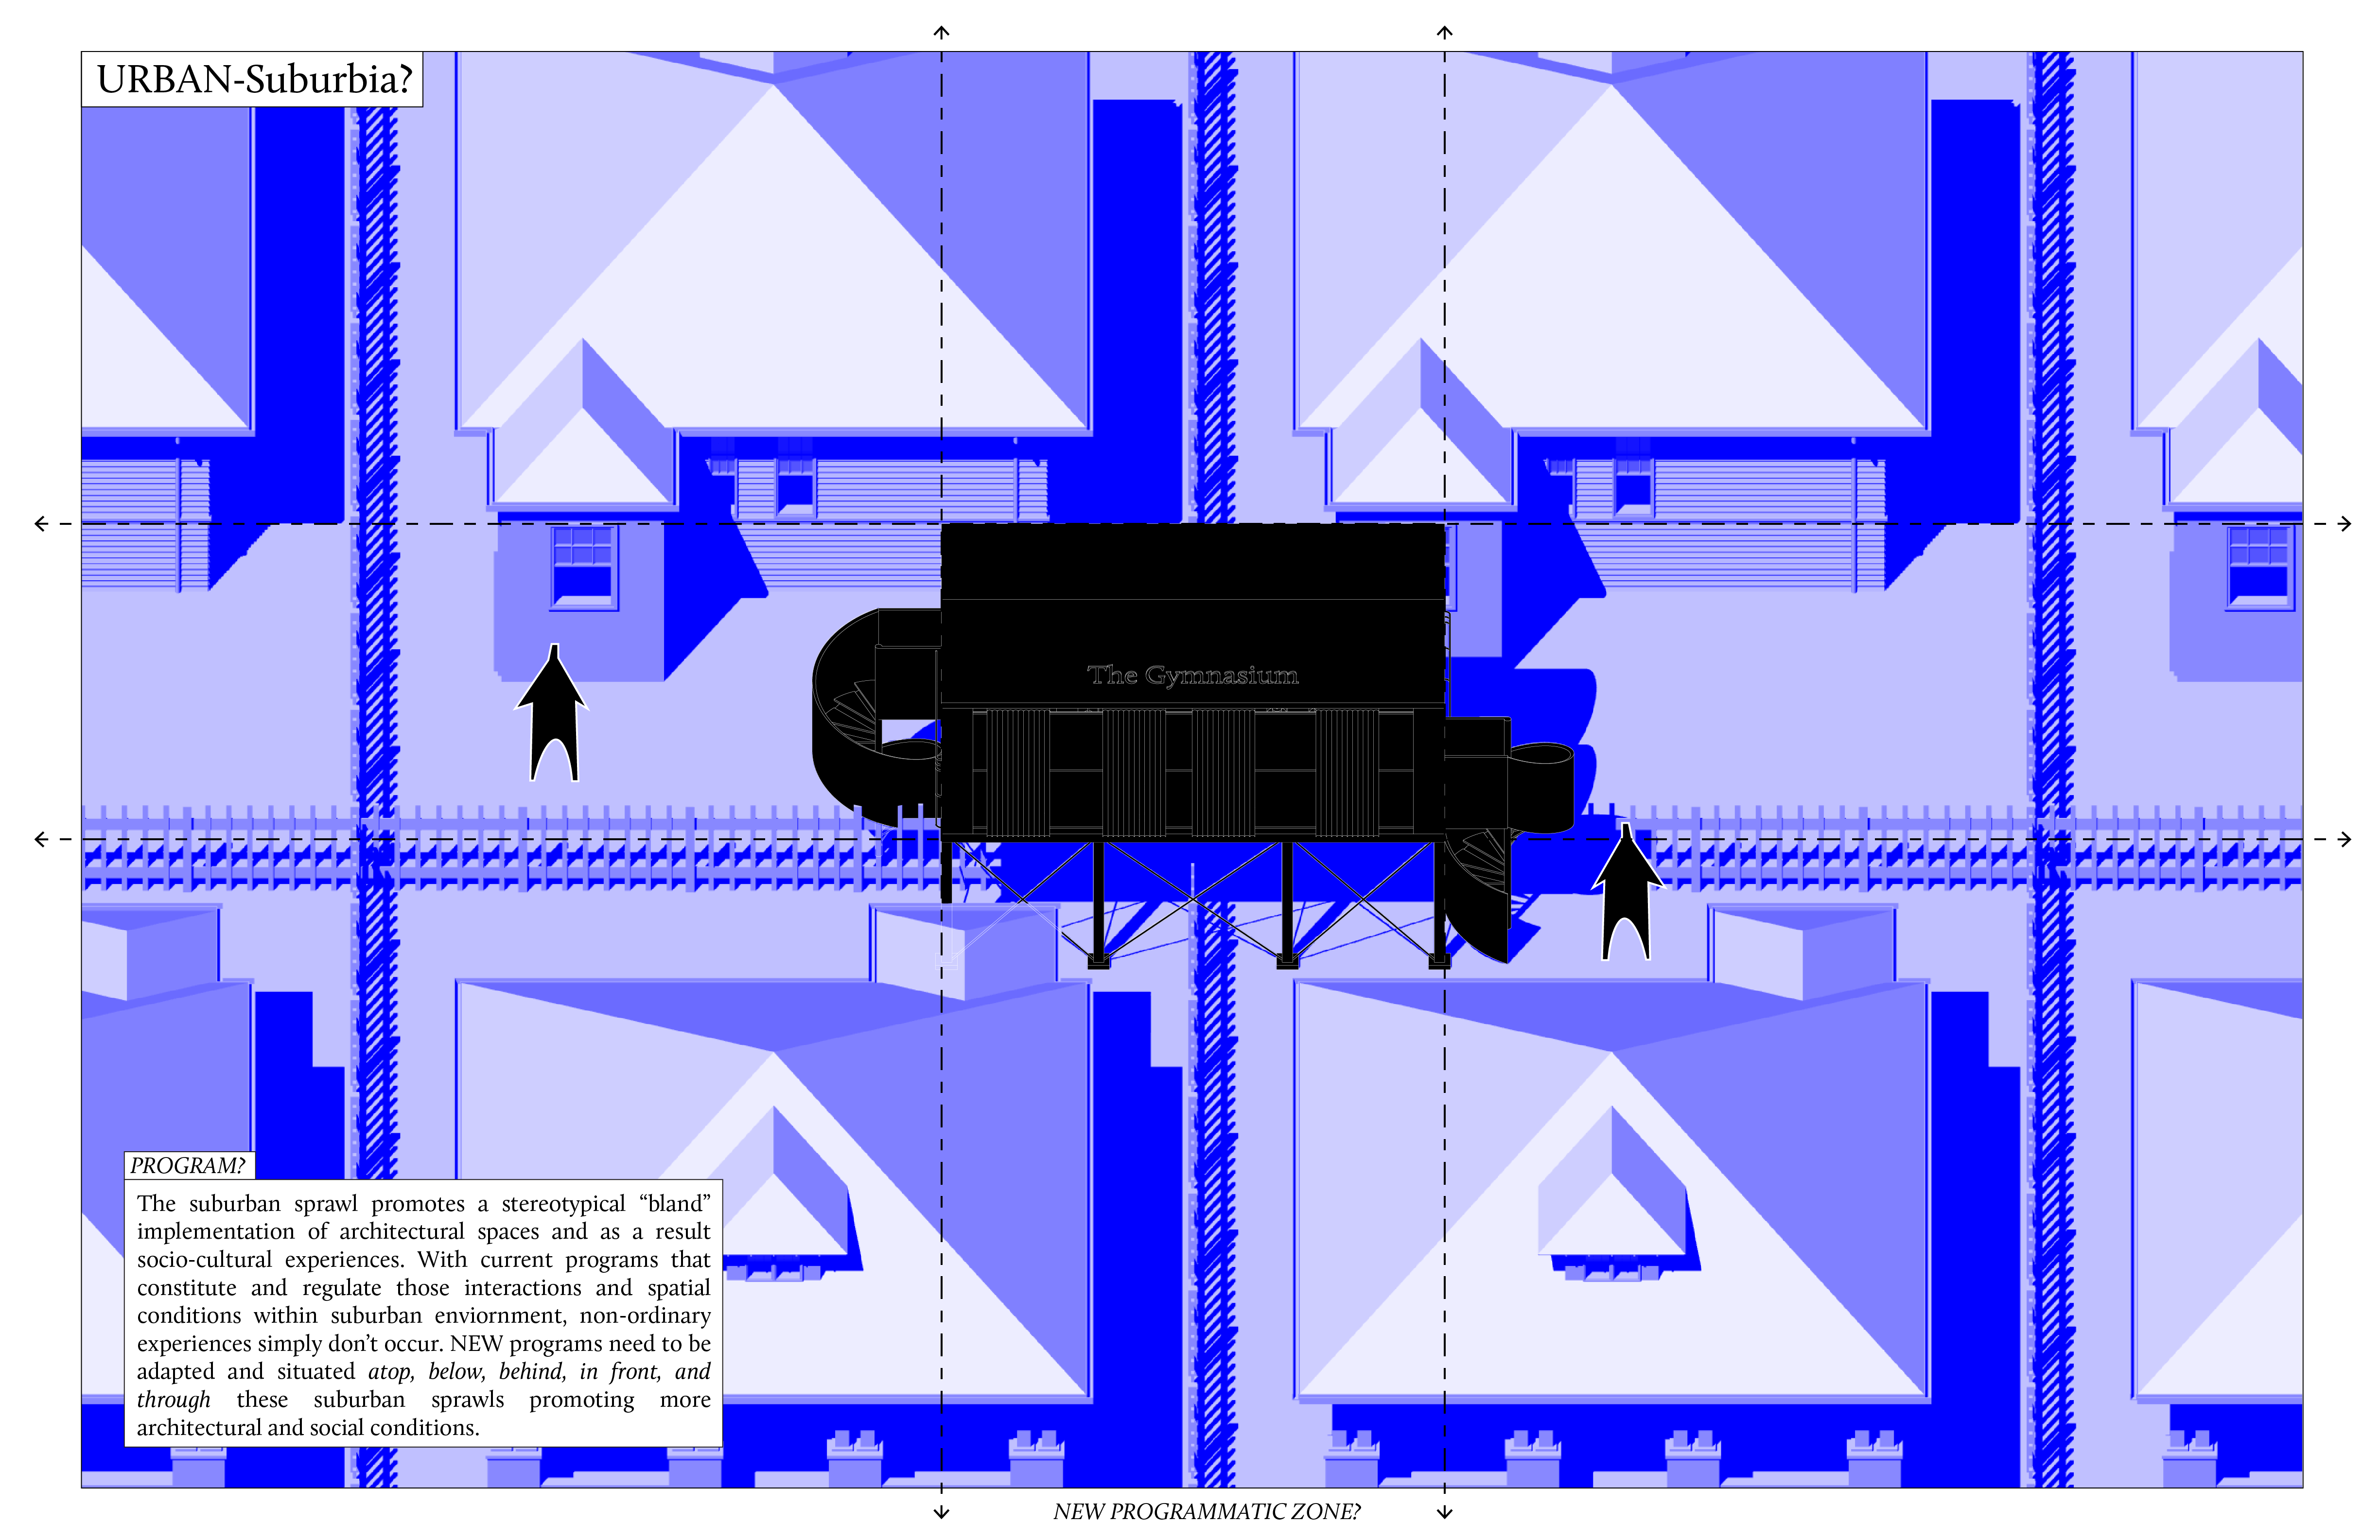 URBAN-Suburbia?
The Gymnasium
PROGRAM?
The suburban sprawl promotes a stereotypical “bland”
implementation of architectural spaces and as a result
socio-cultural experiences. With current programs that
constitute and regulate those interactions and spatial
conditions within suburban enviornment, non-ordinary
experiences simply don’t occur. NEW programs need to be
adapted and situated atop, below, behind, in front, and
through these suburban sprawls promoting more
architectural and social conditions.
NEW PROGRAMMATIC ZONE?